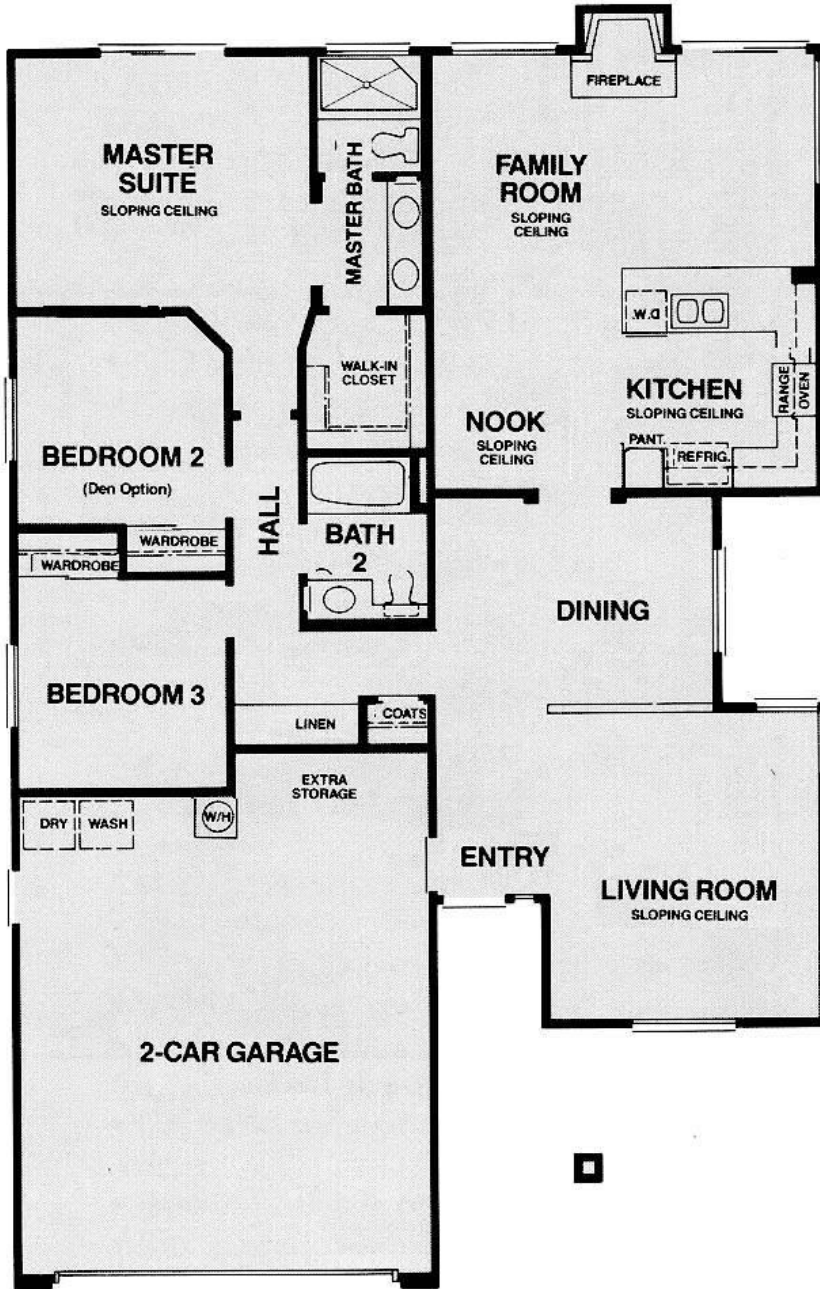 FIREPLACE
MASTER
SUITE
SLOPING CEILING
MASTER BATH
FAMILY
ROOM
SLOPING
CEILING
D.W.
WALK-IN
CLOSET
KITCHEN
SLOPING CEILING
RANGE
OVEN
NOOK
SLOPING
CEILING
PANT.
REFRIG.
BEDROOM 2
(Den Option)
HALL
WARDROBE
WARDROBE
BATH
2
DINING
BEDROOM 3
LINEN
COATS
EXTRA
STORAGE
DRY
WASH
W/H
ENTRY
LIVING ROOM
SLOPING CEILING
2-CAR GARAGE